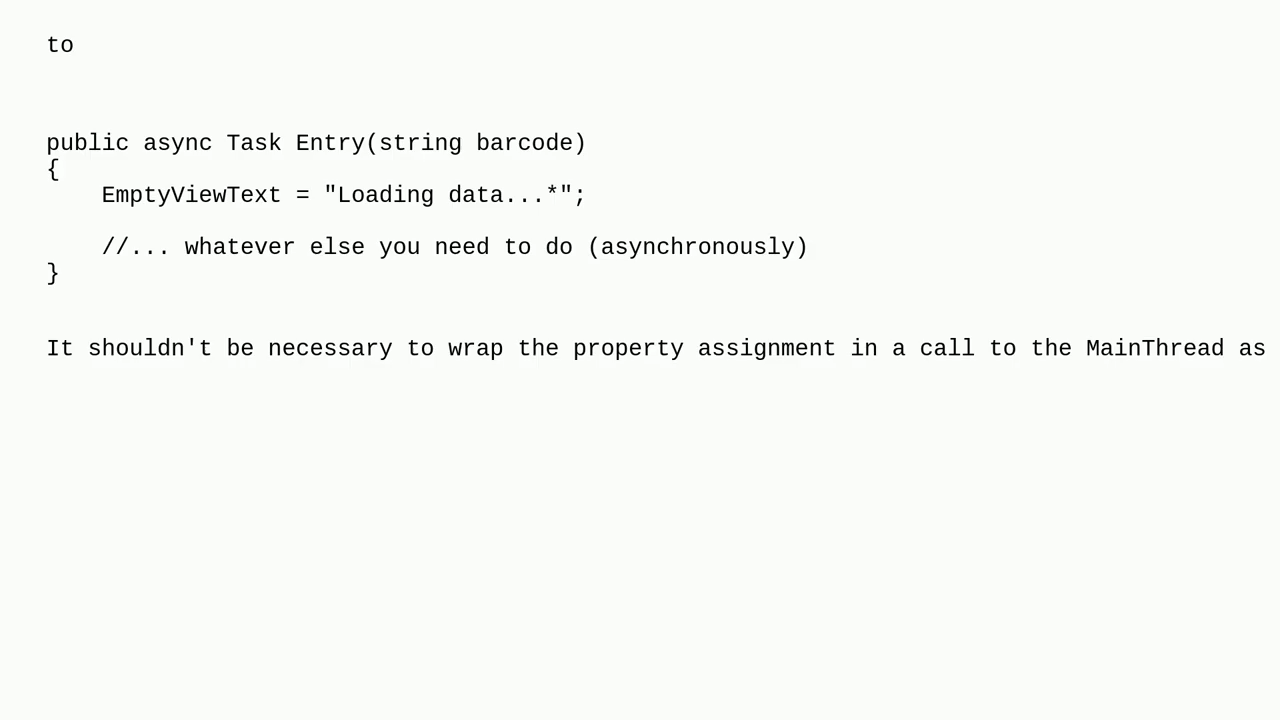 to
public async Task Entry(string barcode)
{
    EmptyViewText = "Loading data...*";
    //... whatever else you need to do (asynchronously)
}
It shouldn't be necessary to wrap the property assignment in a call to the MainThread as